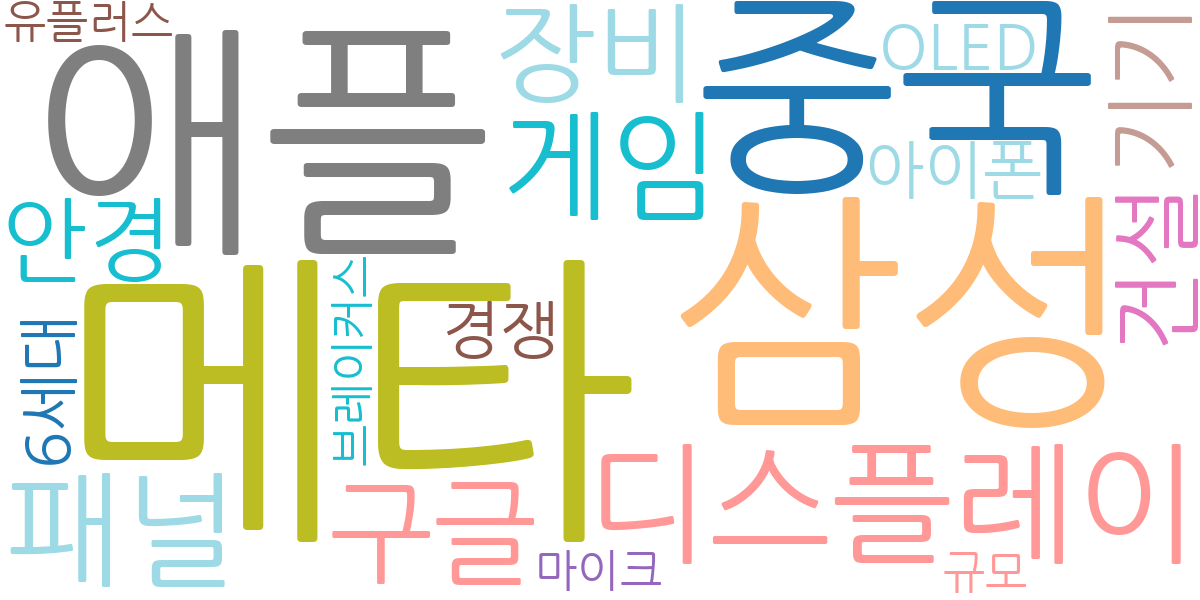 유플러스
애플
장비
중국
OLED
기기
게임
아이폰
안경
건설
메타
삼성
브레이커스
경쟁
6세대
디스플레이
패널
구글
마이크
규모